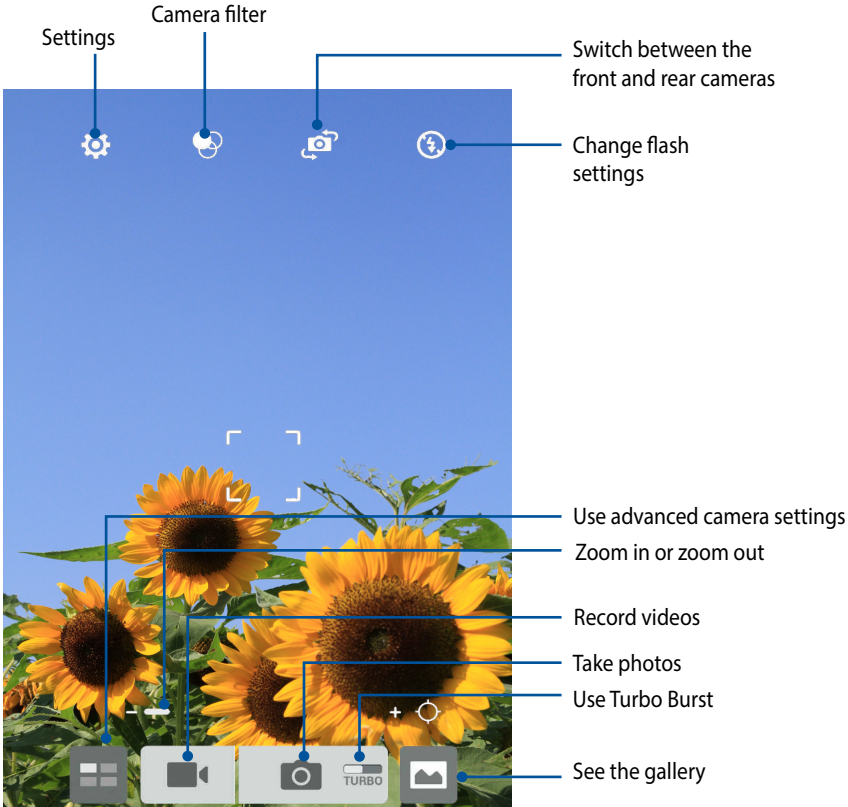 Camera filter
Settings
Switch between the
front and rear cameras
Change flash
settings
Use advanced camera settings
Zoom in or zoom out
Record videos
Take photos
Use Turbo Burst
TURBO
See the gallery